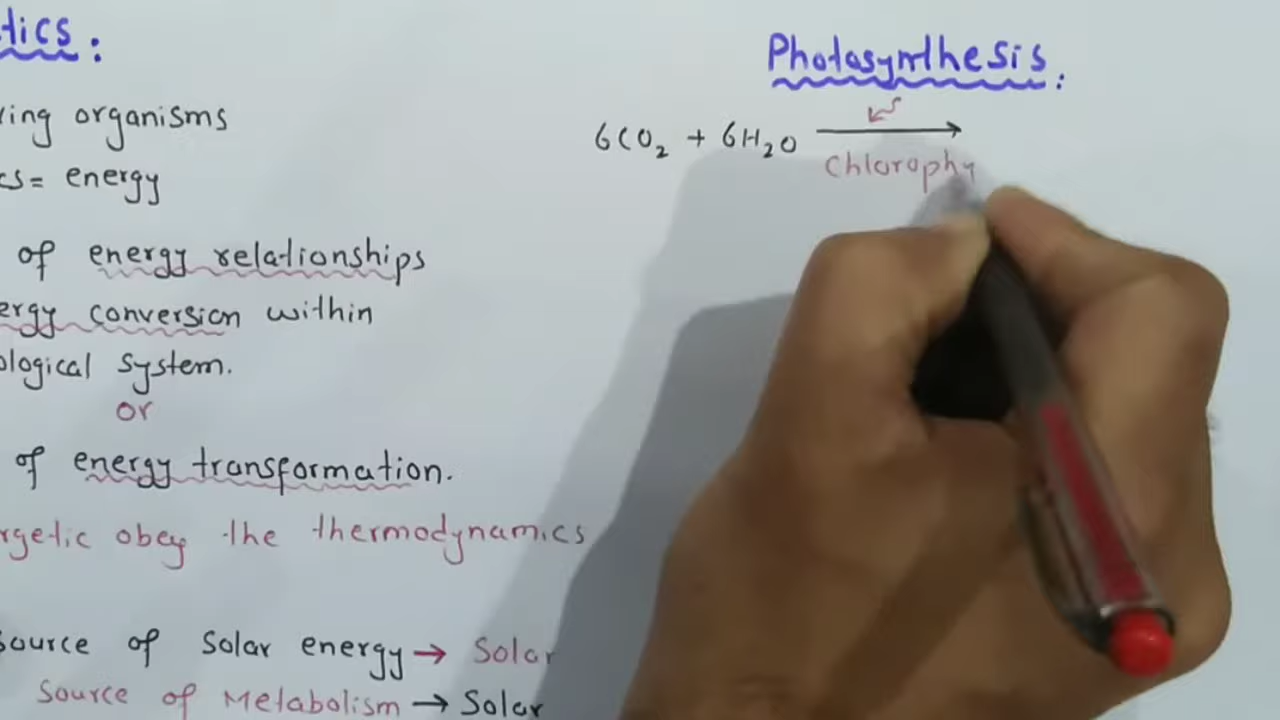 tics:
ving organisms
cs= energy
of energy relationships
ergy conversion within
ological system.
or
of energy transformation.
rgetic obey the thermodynamics
source of Solar energy → Solar
Source of Metabolism → Solar
Photosynthesis:
6CO₂ + 6H₂O →
Chlorophy